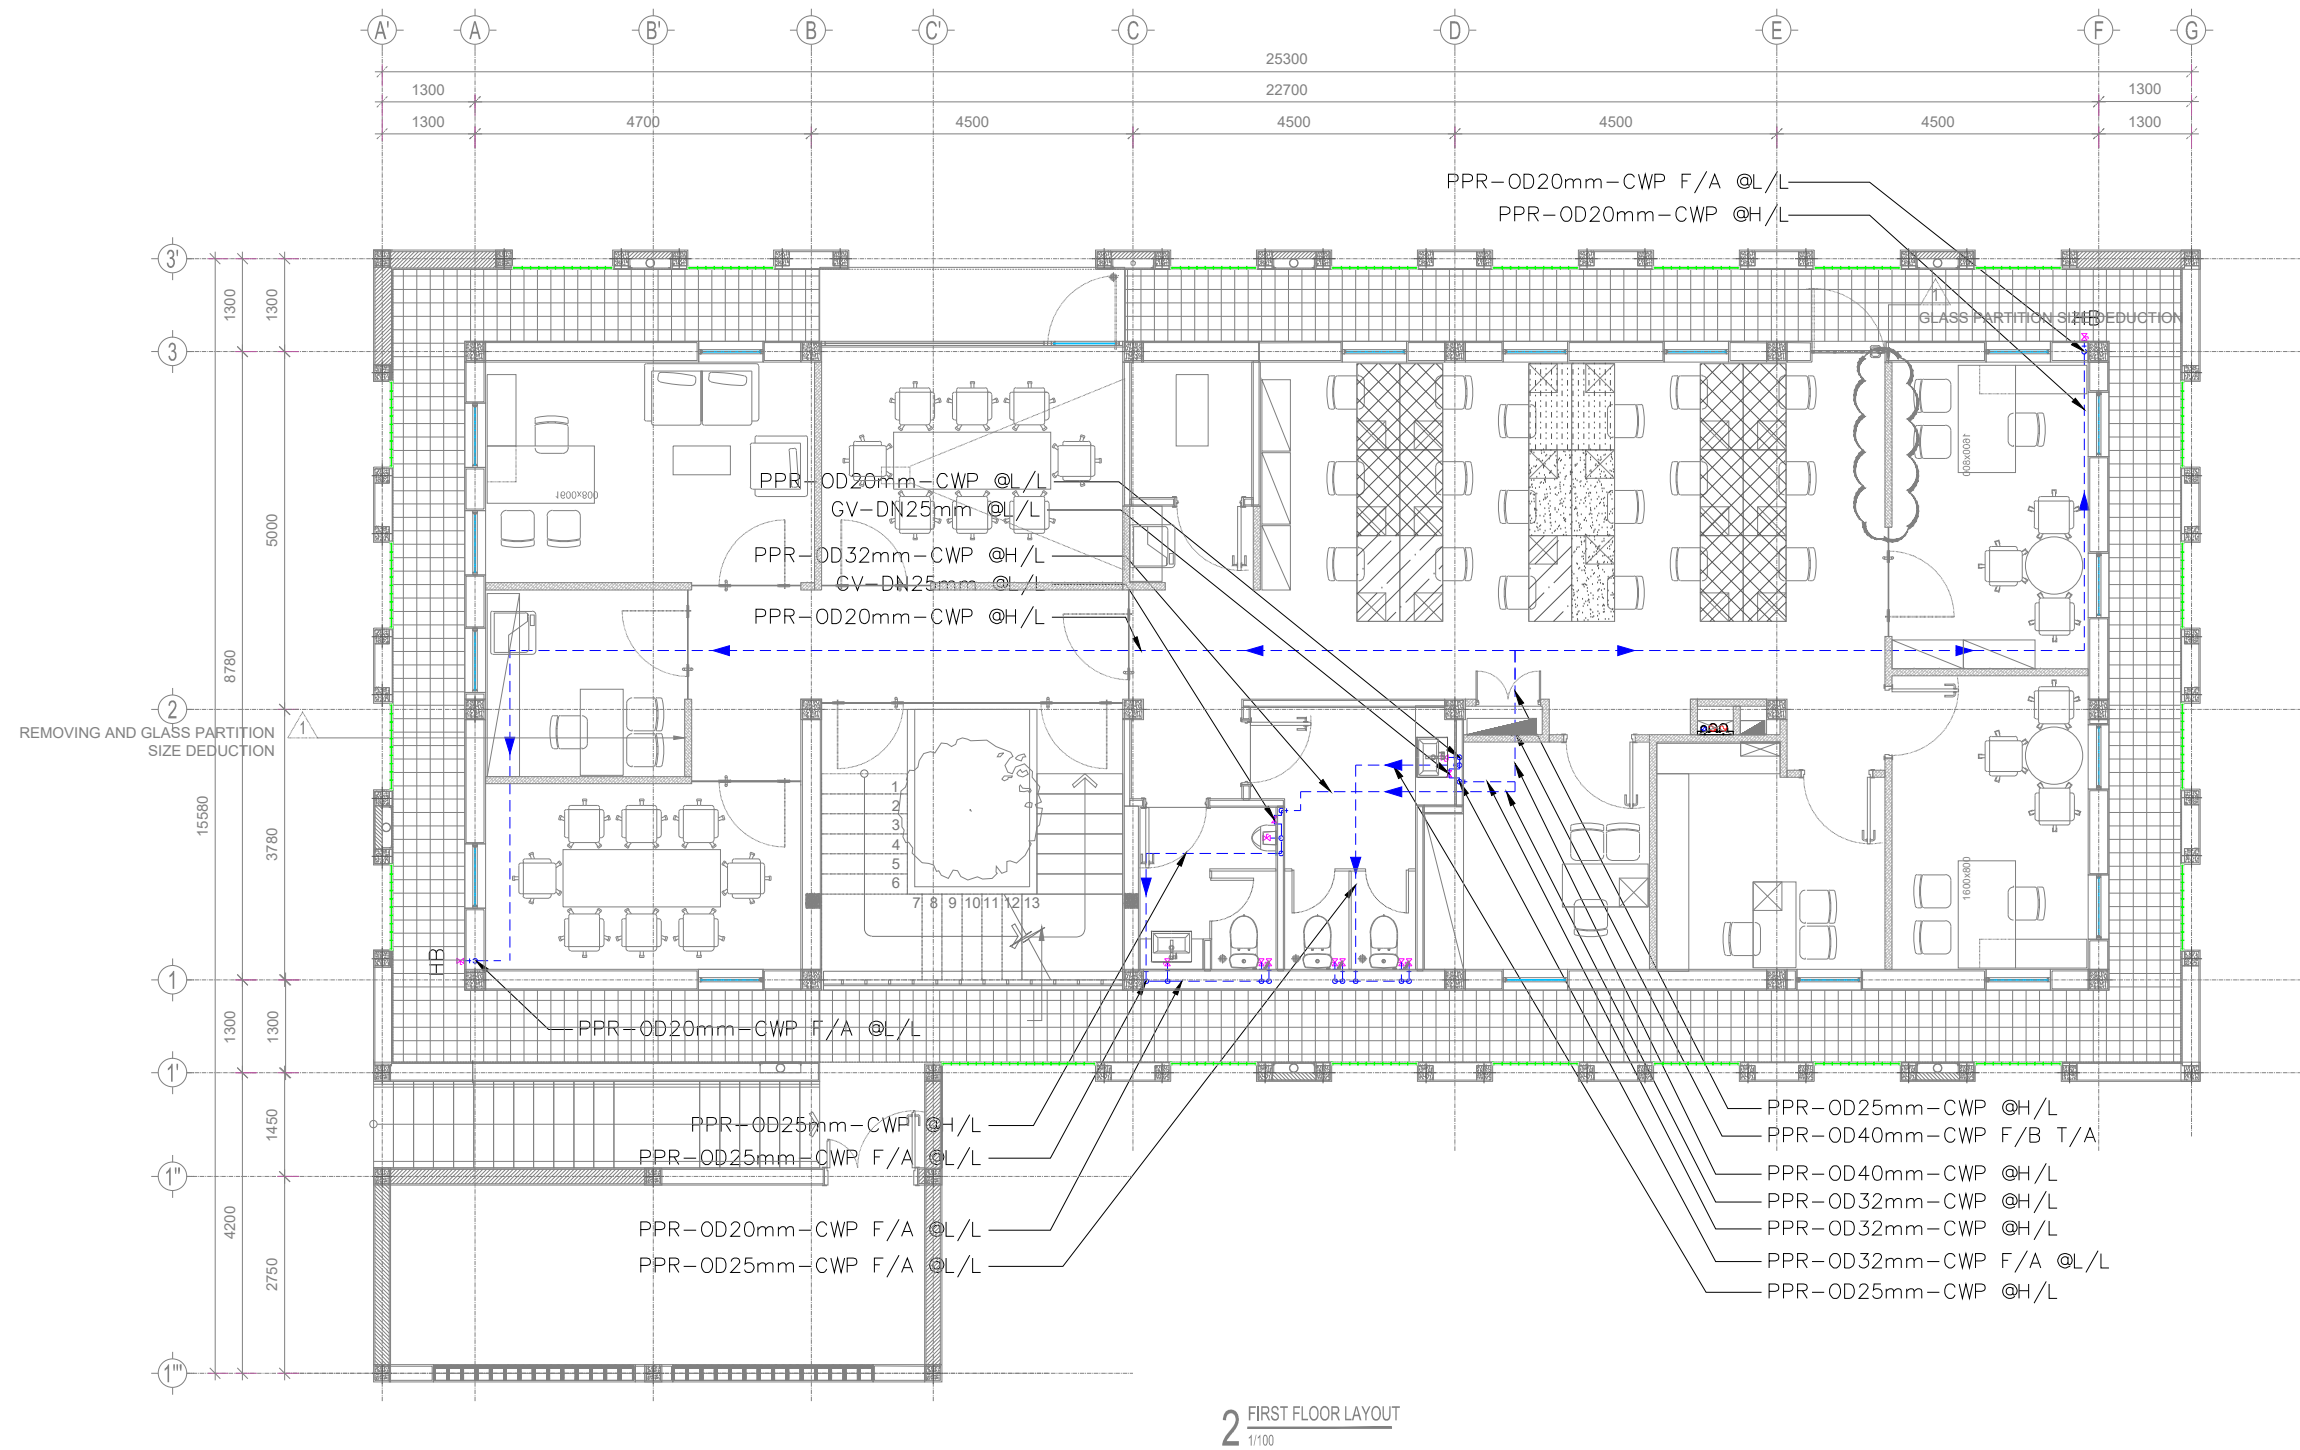 A' A B' B C' C D E F G
25300
1300 22700 1300
1300 4700 4500 4500 4500 4500 1300
PPR-OD20mm-CWP F/A @L/L
PPR-OD20mm-CWP @H/L
3'
1300 1300
1
GLASS PARTITION SIZE DEDUCTION
HB
3
1600x800
1600x800
PPR-OD20mm-CWP @L/L
GV-DN25mm @L/L
5000
PPR-OD32mm-CWP @H/L
GV-DN25mm @L/L
PPR-OD20mm-CWP @H/L
8780
2
REMOVING AND GLASS PARTITION
SIZE DEDUCTION
1
15580
3780
1
2
3
4
5
6
7 8 9 10 11 12 13
1600x800
HB
1
1300 1300
PPR-OD20mm-CWP F/A @L/L
1'
1450
PPR-OD25mm-CWP @H/L
PPR-OD25mm-CWP F/A @L/L
1"
4200
PPR-OD20mm-CWP F/A @L/L
PPR-OD25mm-CWP F/A @L/L
2750
PPR-OD25mm-CWP @H/L
PPR-OD40mm-CWP F/B T/A
PPR-OD40mm-CWP @H/L
PPR-OD32mm-CWP @H/L
PPR-OD32mm-CWP @H/L
PPR-OD32mm-CWP F/A @L/L
PPR-OD25mm-CWP @H/L
1'"
2 FIRST FLOOR LAYOUT
1/100